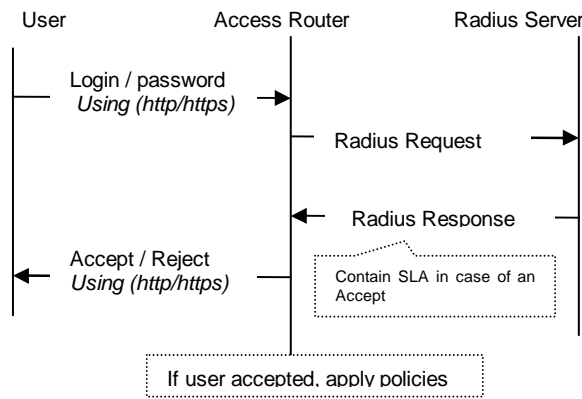 User
Access Router
Radius Server
Login / password
Using (http/https)
Radius Request
Radius Response
Accept / Reject
Using (http/https)
Contain SLA in case of an
Accept
If user accepted, apply policies